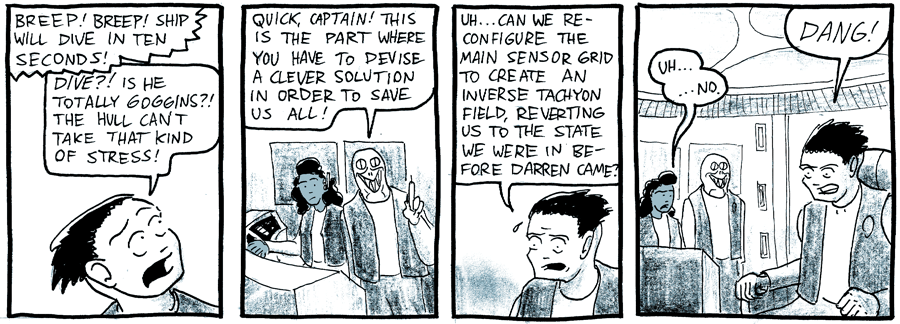 BREEP! BREEP! SHIP
WILL DIVE IN TEN
SECONDS!
DIVE?! IS HE
TOTALLY GOGGINS?!
THE HULL CAN'T
TAKE THAT KIND
OF STRESS!
QUICK, CAPTAIN! THIS
IS THE PART WHERE
YOU HAVE TO DEVISE
A CLEVER SOLUTION
IN ORDER TO SAVE
US ALL!
UH...CAN WE RE-
CONFIGURE THE
MAIN SENSOR GRID
TO CREATE AN
INVERSE TACHYON
FIELD, REVERTING
US TO THE STATE
WE WERE IN BE-
FORE DARREN CAME?
UH...
...NO.
DANG!